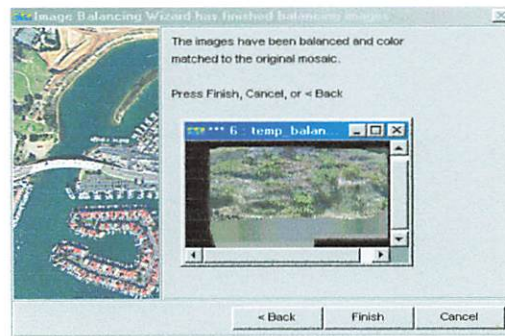 Image Balancing Wizard has finished balancing images
The images have been balanced and color
matched to the original mosaic.
Press Finish, Cancel, or < Back
*** 6 : temp_balan...
< Back
Finish
Cancel